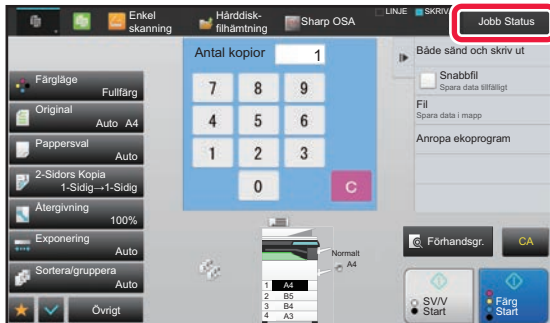 Enkel
skanning
Hårddisk-
filhämtning
Sharp OSA
LINJE
SKRIV
Jobb Status
Antal kopior
1
Både sänd och skriv ut
Snabbfil
Spara data tillfälligt
Fil
Spara data i mapp
Anropa ekoprogram
Färgläge
Fullfärg
Original
Auto A4
Pappersval
Auto
2-Sidors Kopia
1-Sidig→1-Sidig
Återgivning
100%
Exponering
Auto
Sortera/gruppera
Auto
Övrigt
7 8 9
4 5 6
1 2 3
0 C
Normalt
A4
1 A4
2 B5
3 B4
4 A3
Förhandsgr.
CA
SV/V
Start
Färg
Start